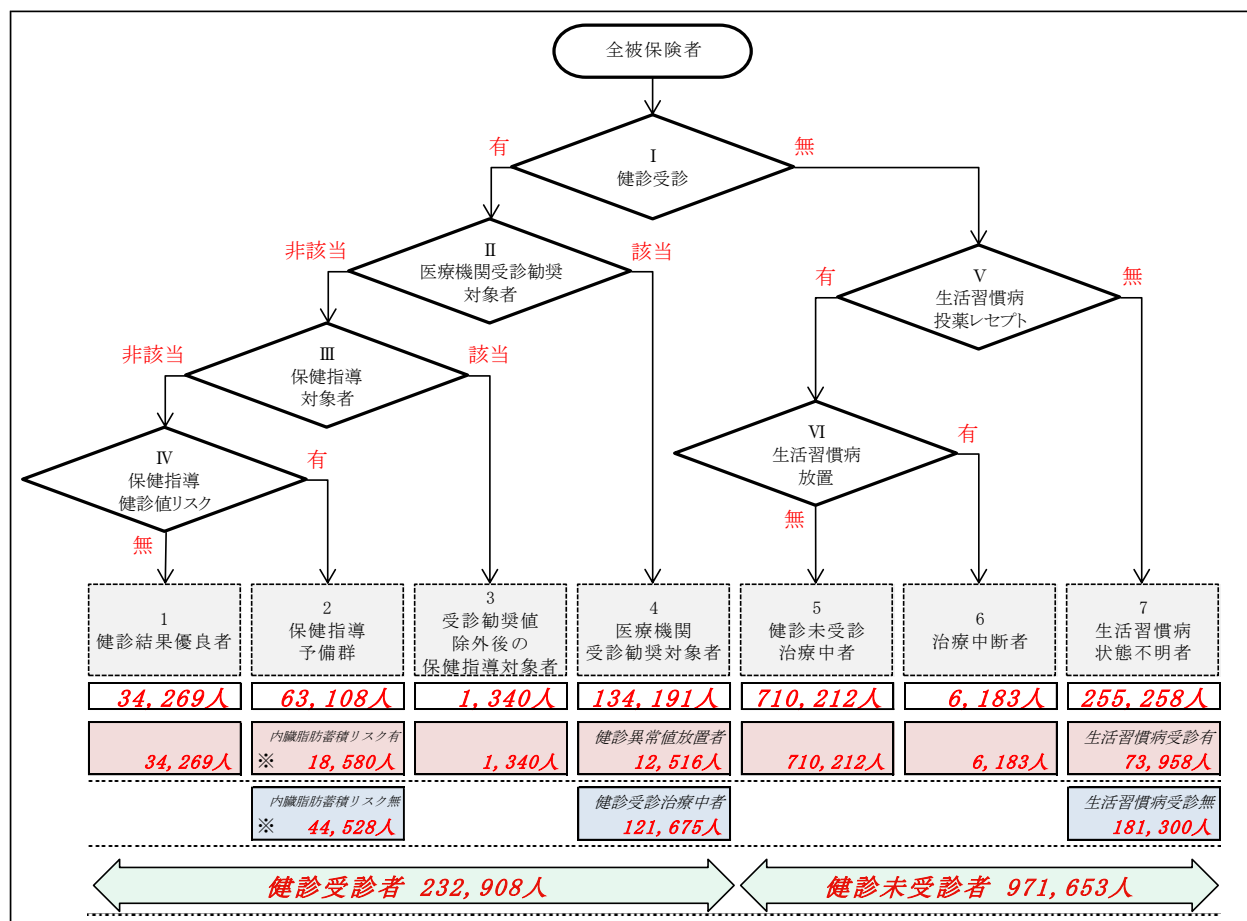 全被保険者
有
無
Ⅰ
健診受診
非該当
該当
Ⅱ
医療機関受診勧奨
対象者
有
無
Ⅴ
生活習慣病
投薬レセプト
非該当
該当
Ⅲ
保健指導
対象者
有
Ⅳ
保健指導
健診値リスク
無
有
Ⅵ
生活習慣病
放置
無
1
健診結果優良者
2
保健指導
予備群
3
受診勧奨値
除外後の
保健指導対象者
4
医療機関
受診勧奨対象者
5
健診未受診
治療中者
6
治療中断者
7
生活習慣病
状態不明者
34,269人
63,108人
1,340人
134,191人
710,212人
6,183人
255,258人
34,269人
内臓脂肪蓄積リスク有
※ 18,580人
1,340人
健診異常値放置者
12,516人
710,212人
6,183人
生活習慣病受診有
73,958人
内臓脂肪蓄積リスク無
※ 44,528人
健診受診治療中者
121,675人
生活習慣病受診無
181,300人
健診受診者 232,908人
健診未受診者 971,653人